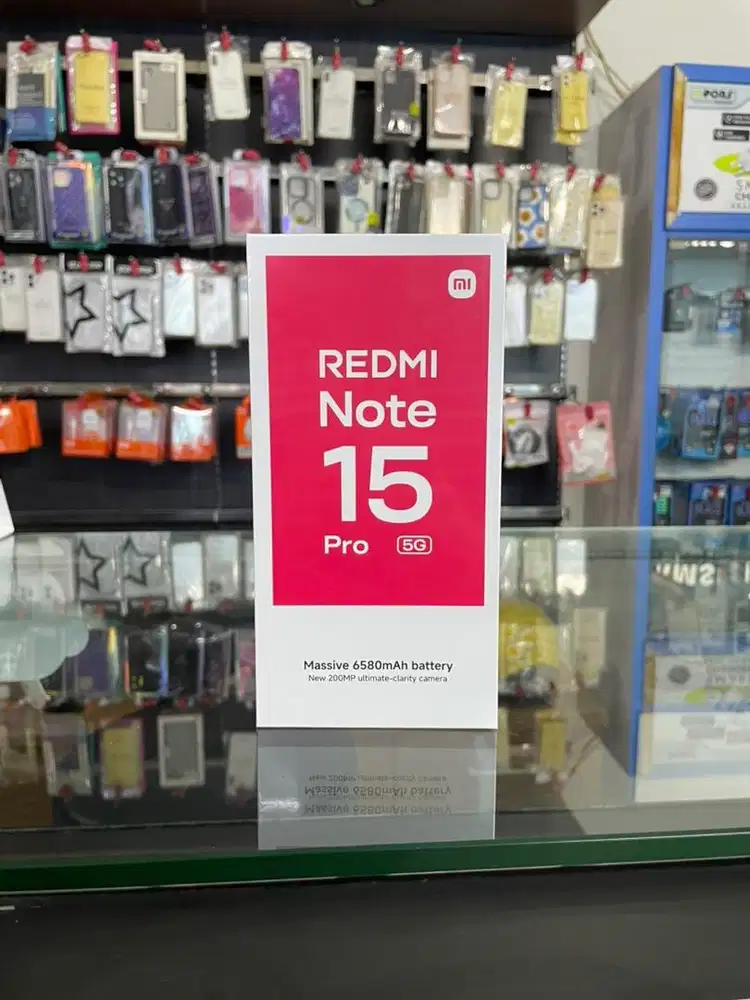 mi
REDMI
Note
15
Pro 5G
Massive 6580mAh battery
New 200MP ultimate-clarity camera